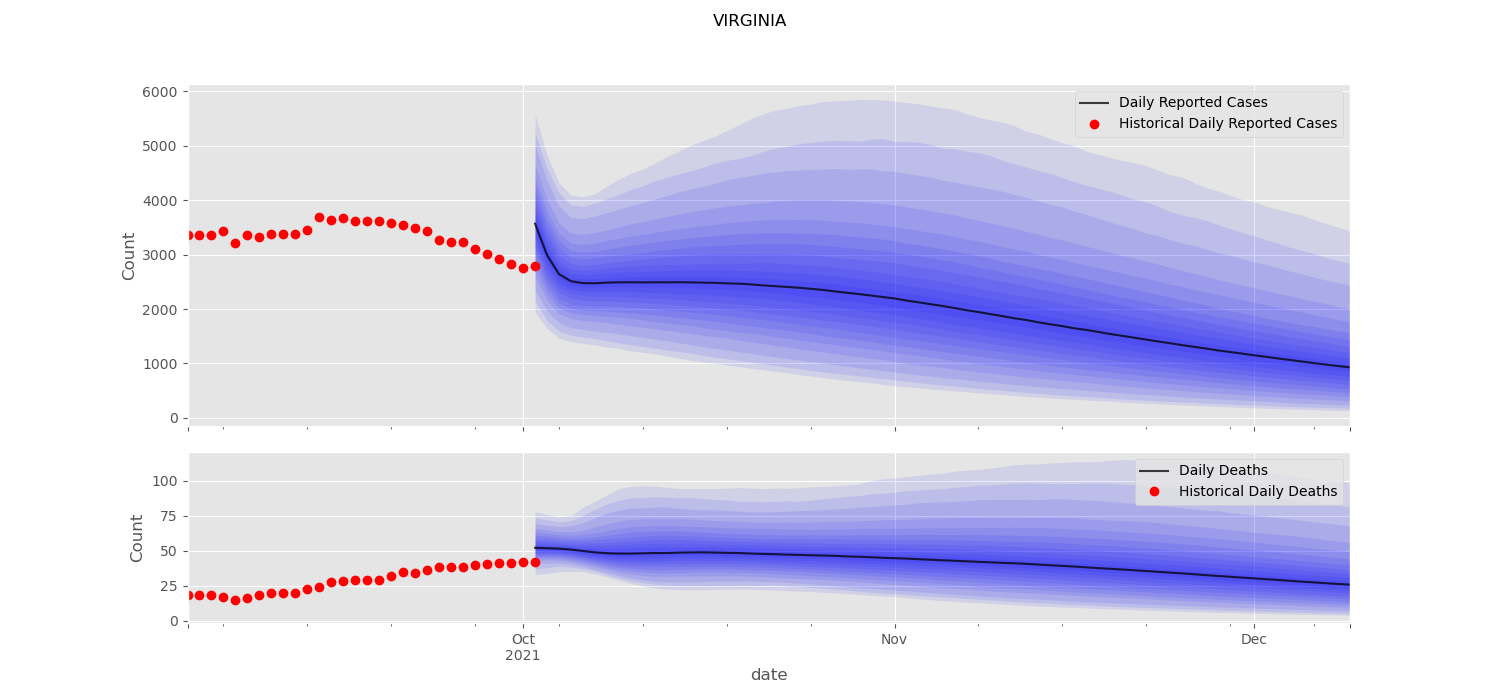 VIRGINIA
6000
5000
4000
3000
2000
1000
0
Count
Daily Reported Cases
Historical Daily Reported Cases
100
75
50
25
0
Count
Daily Deaths
Historical Daily Deaths
Oct
2021
Nov
Dec
date